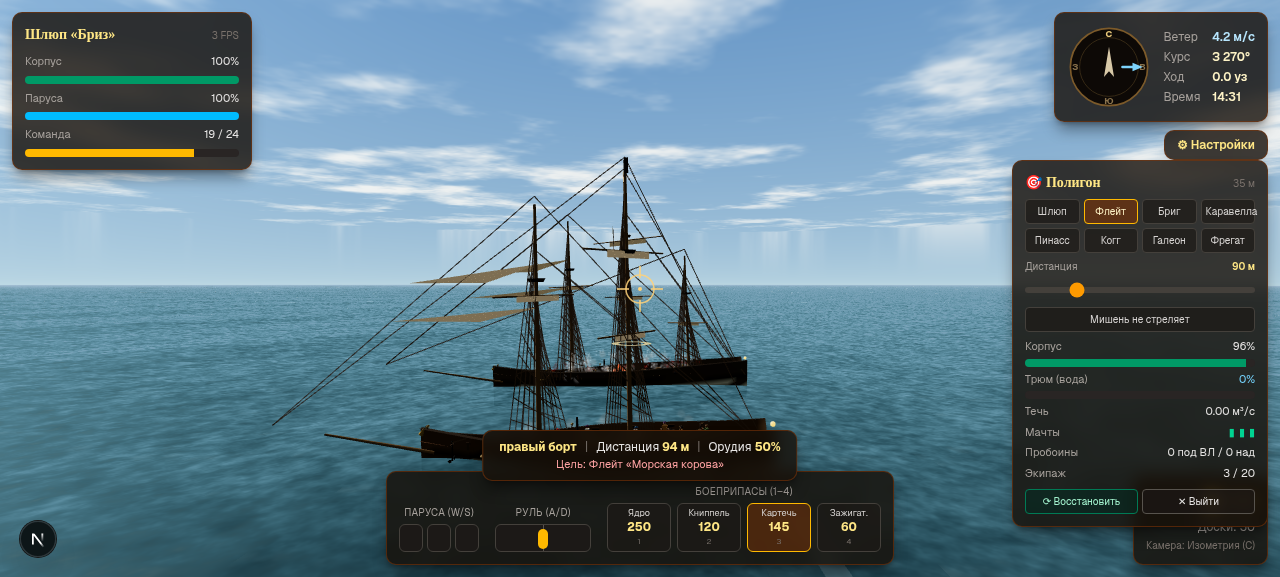 Шлюп «Бриз» 3 FPS
Корпус 100%
Паруса 100%
Команда 19 / 24
С
З В
Ю
Ветер 4.2 м/с
Курс З 270°
Ход 0.0 уз
Время 14:31
⚙ Настройки
🎯 Полигон 35 м
Шлюп Флейт Бриг Каравелла
Пинасс Когг Галеон Фрегат
Дистанция 90 м
Мишень не стреляет
Корпус 96%
Трюм (вода) 0%
Течь 0.00 м³/с
Мачты
Пробоины 0 под ВЛ / 0 над
Экипаж 3 / 20
⟳ Восстановить ✕ Выйти
Доски: 30
Камера: Изометрия (C)
правый борт | Дистанция 94 м | Орудия 50%
Цель: Флейт «Морская корова»
БОЕПРИПАСЫ (1–4)
ПАРУСА (W/S) РУЛЬ (A/D)
Ядро Книппель Картечь Зажигат.
250 120 145 60
1 2 3 4
N